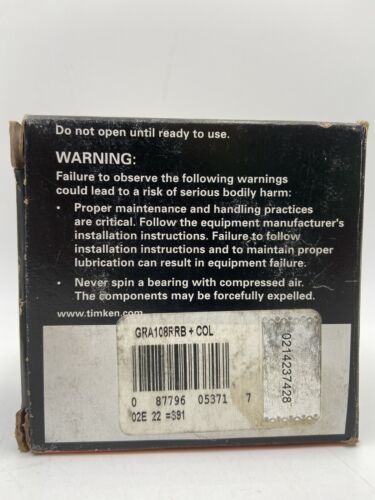 Do not open until ready to use.
WARNING:
Failure to observe the following warnings
could lead to a risk of serious bodily harm:
• Proper maintenance and handling practices
are critical. Follow the equipment manufacturer's
installation instructions. Failure to follow
installation instructions and to maintain proper
lubrication can result in equipment failure.
• Never spin a bearing with compressed air.
The components may be forcefully expelled.
www.timken.com
GRA108RRB + COL
0 87796 05371 7
02E 22 =$91
0214237428